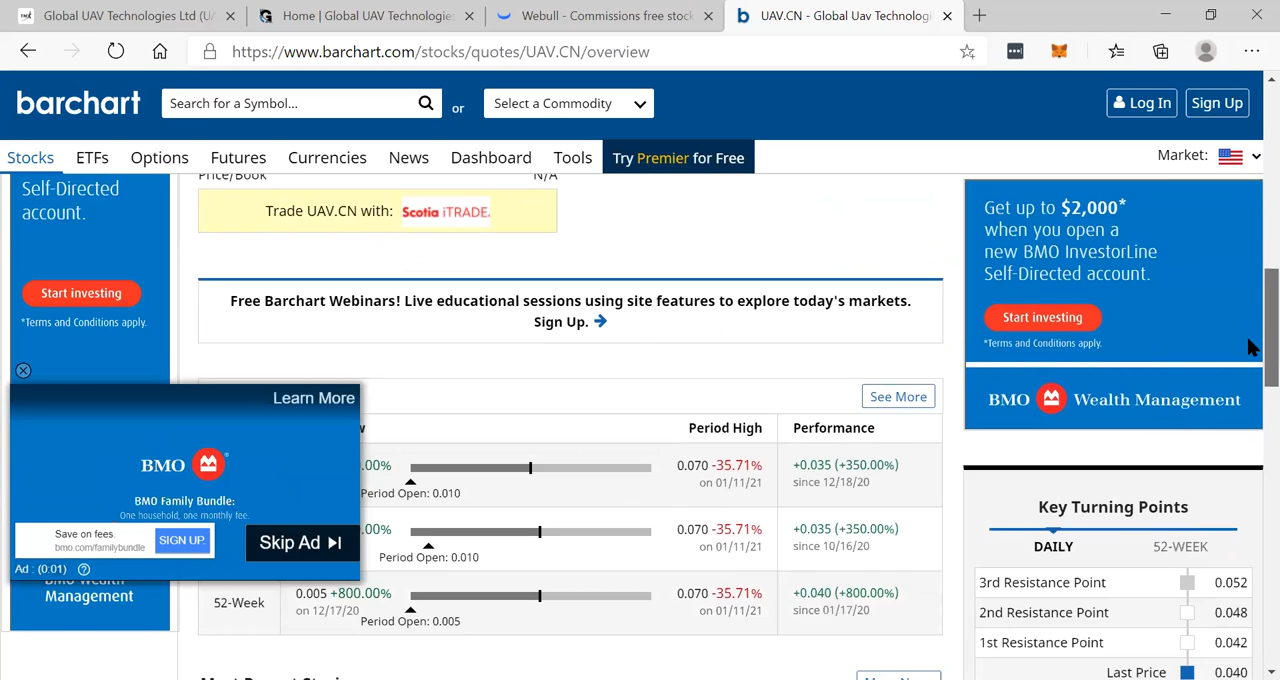 Global UAV Technologies Ltd (UA
Home | Global UAV Technologies
Webull - Commissions free stock
UAV.CN - Global Uav Technologi
https://www.barchart.com/stocks/quotes/UAV.CN/overview
barchart
Search for a Symbol...
or
Select a Commodity
Log In
Sign Up
Stocks
ETFs
Options
Futures
Currencies
News
Dashboard
Tools
Try Premier for Free
Market:
Price/Book
N/A
Self-Directed
account.
Start investing
*Terms and Conditions apply.
Trade UAV.CN with: Scotia iTRADE.
Free Barchart Webinars! Live educational sessions using site features to explore today's markets.
Sign Up.
Get up to $2,000*
when you open a
new BMO InvestorLine
Self-Directed account.
Start investing
*Terms and Conditions apply.
BMO Wealth Management
Learn More
BMO
BMO Family Bundle:
One household, one monthly fee.
Save on fees.
bmo.com/familybundle
SIGN UP
Skip Ad
Ad : (0:01)
Management
See More
Period High
Performance
.00%
Period Open: 0.010
0.070 -35.71%
on 01/11/21
+0.035 (+350.00%)
since 12/18/20
.00%
Period Open: 0.010
0.070 -35.71%
on 01/11/21
+0.035 (+350.00%)
since 10/16/20
52-Week
0.005 +800.00%
on 12/17/20
Period Open: 0.005
0.070 -35.71%
on 01/11/21
+0.040 (+800.00%)
since 01/17/20
Key Turning Points
DAILY
52-WEEK
3rd Resistance Point
0.052
2nd Resistance Point
0.048
1st Resistance Point
0.042
Last Price
0.040